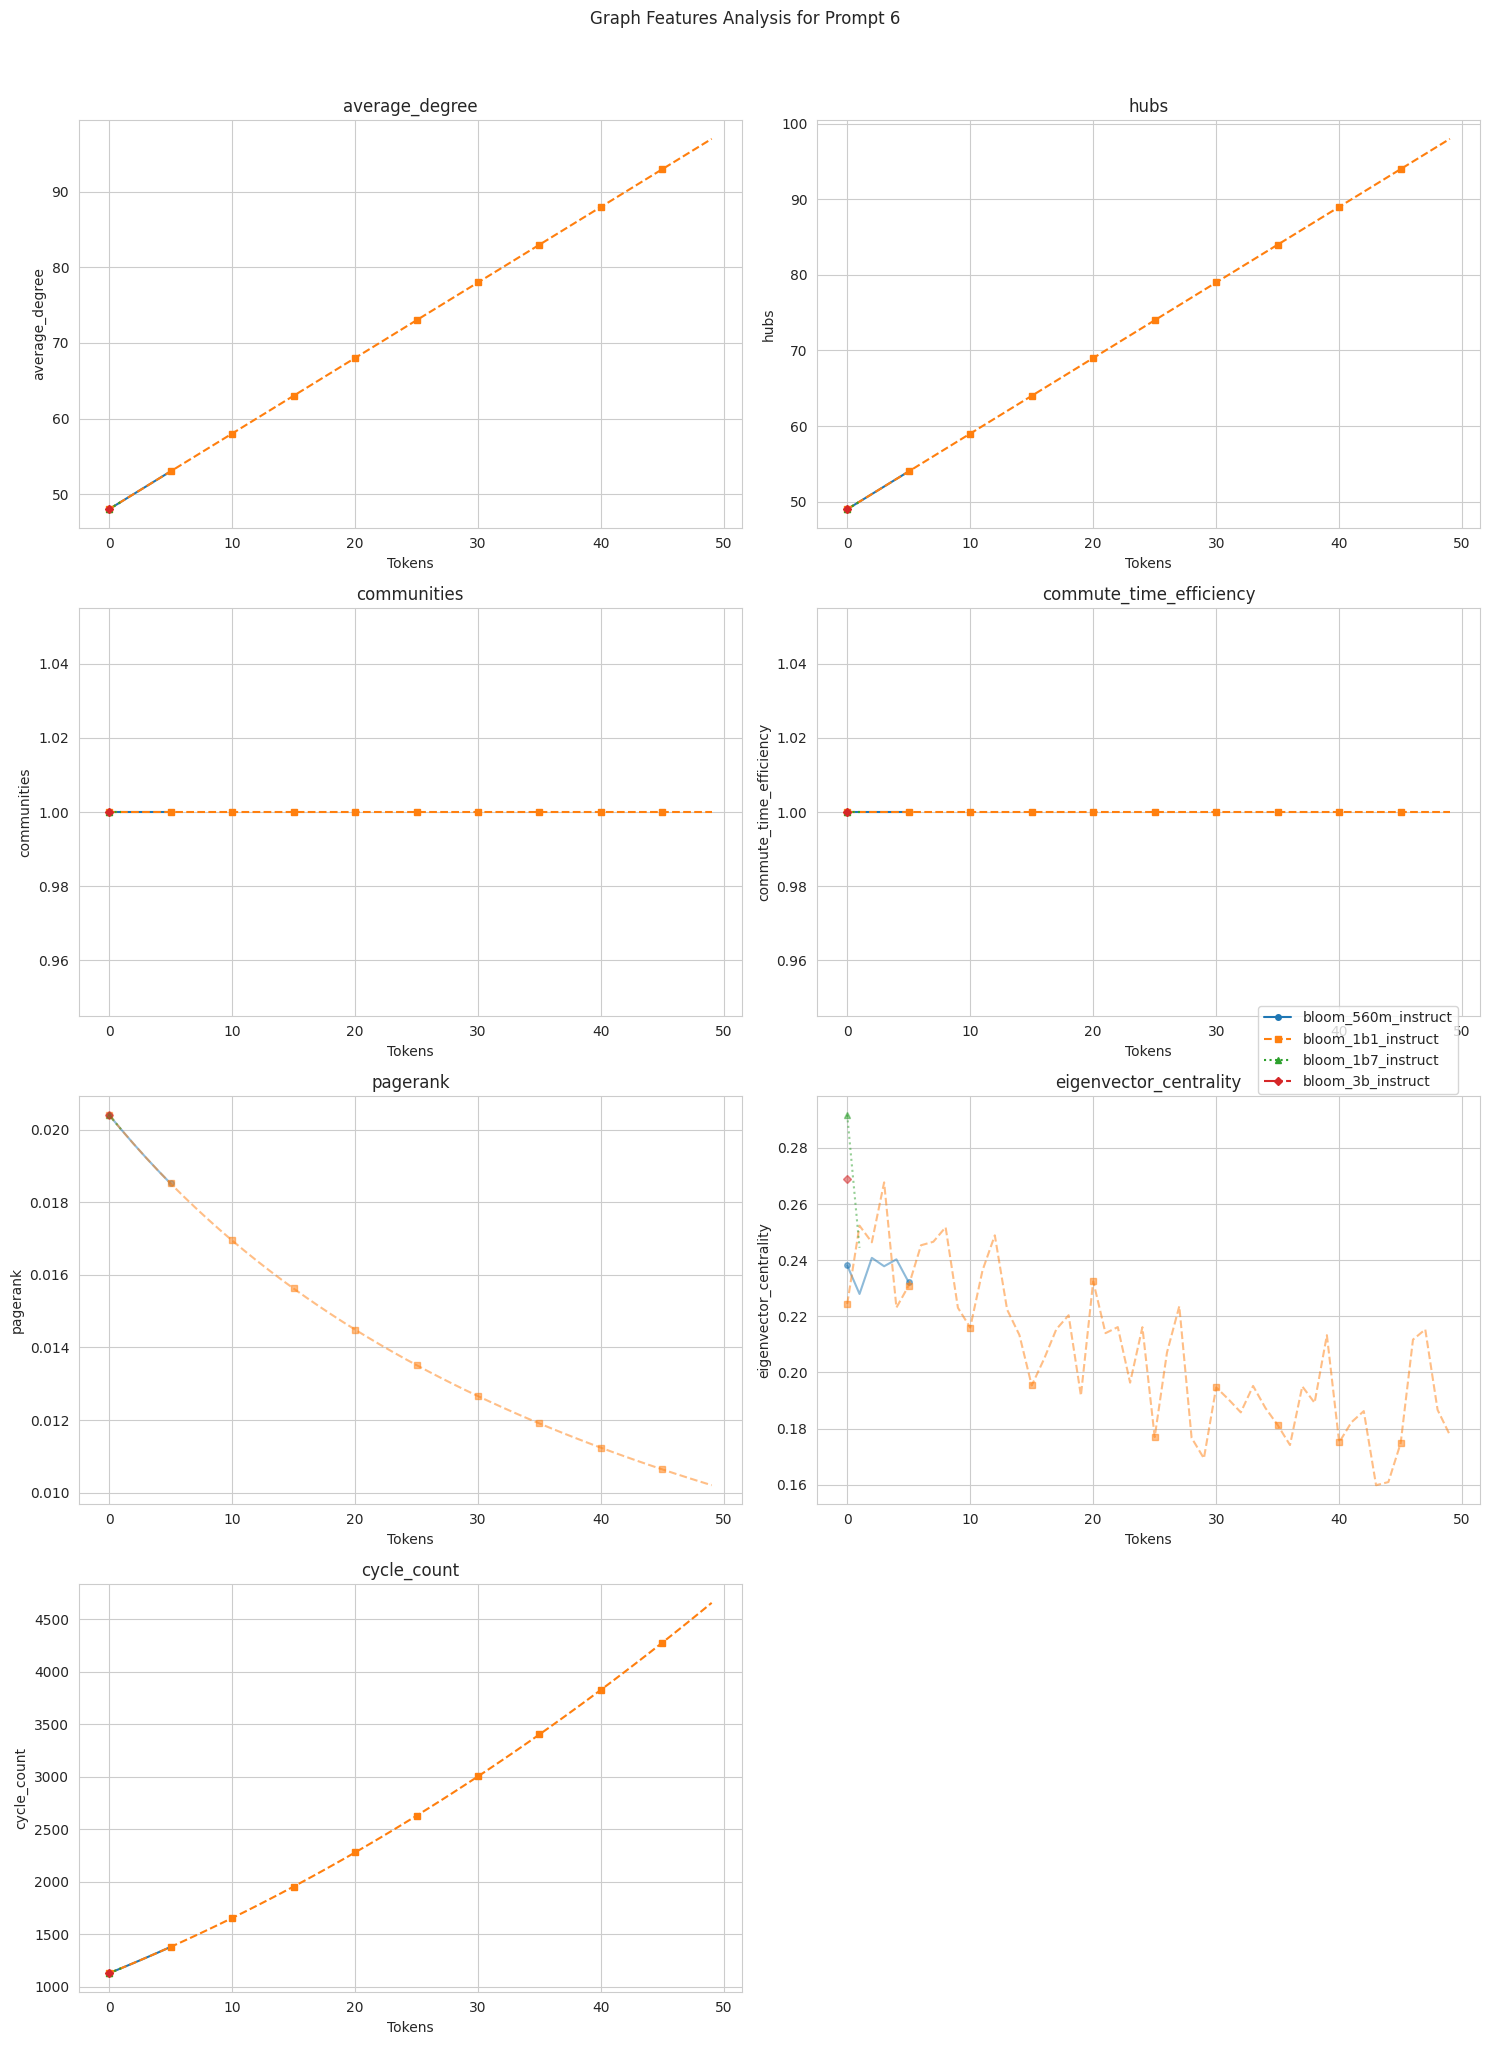 Graph Features Analysis for Prompt 6
average_degree
average_degree
90
80
70
60
50
0 10 20 30 40 50
Tokens
hubs
hubs
100
90
80
70
60
50
0 10 20 30 40 50
Tokens
communities
communities
1.04
1.02
1.00
0.98
0.96
0 10 20 30 40 50
Tokens
commute_time_efficiency
commute_time_efficiency
1.04
1.02
1.00
0.98
0.96
0 10 20 30 40 50
Tokens
bloom_560m_instruct
bloom_1b1_instruct
bloom_1b7_instruct
bloom_3b_instruct
pagerank
pagerank
0.020
0.018
0.016
0.014
0.012
0.010
0 10 20 30 40 50
Tokens
eigenvector_centrality
eigenvector_centrality
0.28
0.26
0.24
0.22
0.20
0.18
0.16
0 10 20 30 40 50
Tokens
cycle_count
cycle_count
4500
4000
3500
3000
2500
2000
1500
1000
0 10 20 30 40 50
Tokens